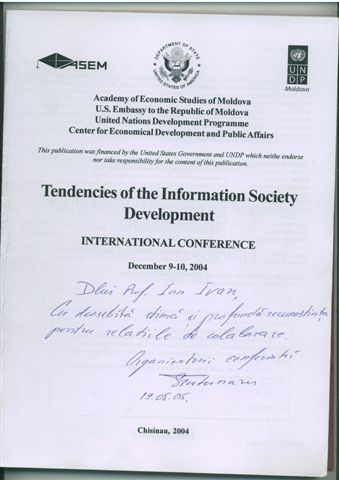 ASEM
DEPARTMENT OF STATE
UNITED STATES OF AMERICA
U N
D P
Moldova
Academy of Economic Studies of Moldova
U.S. Embassy to the Republic of Moldova
United Nations Development Programme
Center for Economical Development and Public Affairs
This publication was financed by the United States Government and UNDP which neithe endorse
nor take responsibility for the content of this publication.
Tendencies of the Information Society
Development
INTERNATIONAL CONFERENCE
December 9-10, 2004
Dlui Prof. Ion Ivan,
Cu deosebită stimă și profundă recunoștință
pentru relațiile de colaborare.
Organizatorii conferinței
19.05.05.
Chisinau, 2004